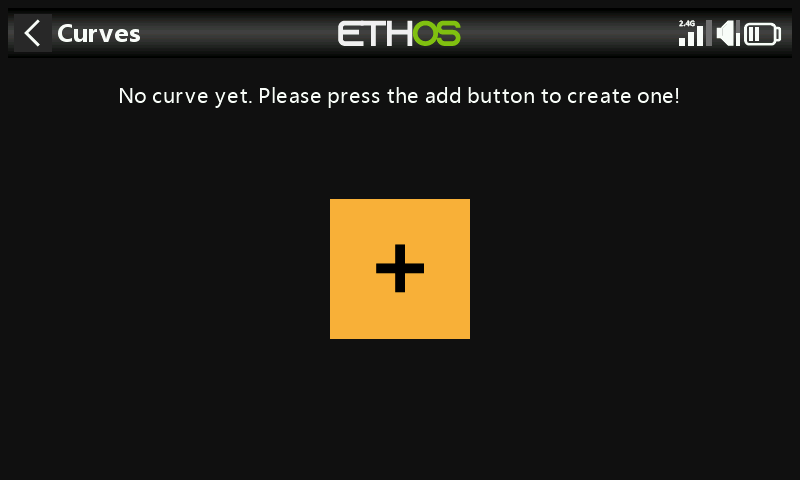 Curves
ETHOS
2.4G
No curve yet. Please press the add button to create one!
+